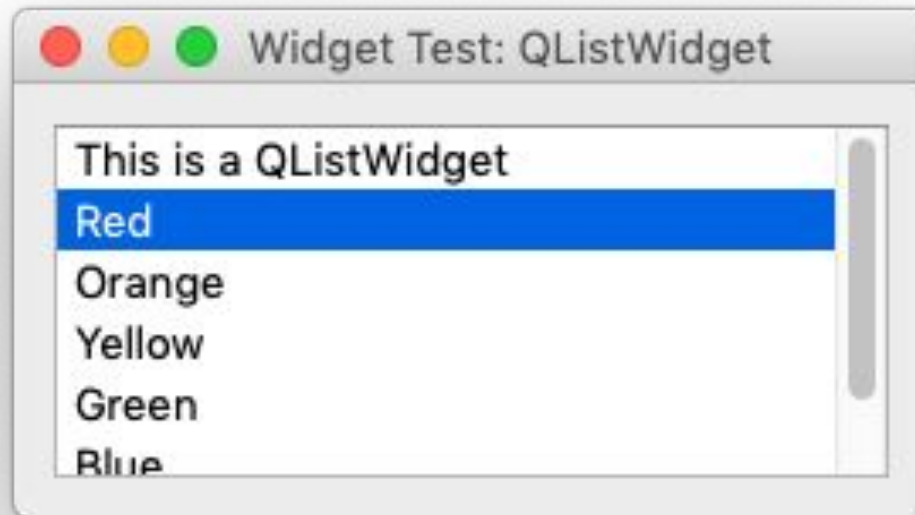 Widget Test: QListWidget
This is a QListWidget
Red
Orange
Yellow
Green
Blue